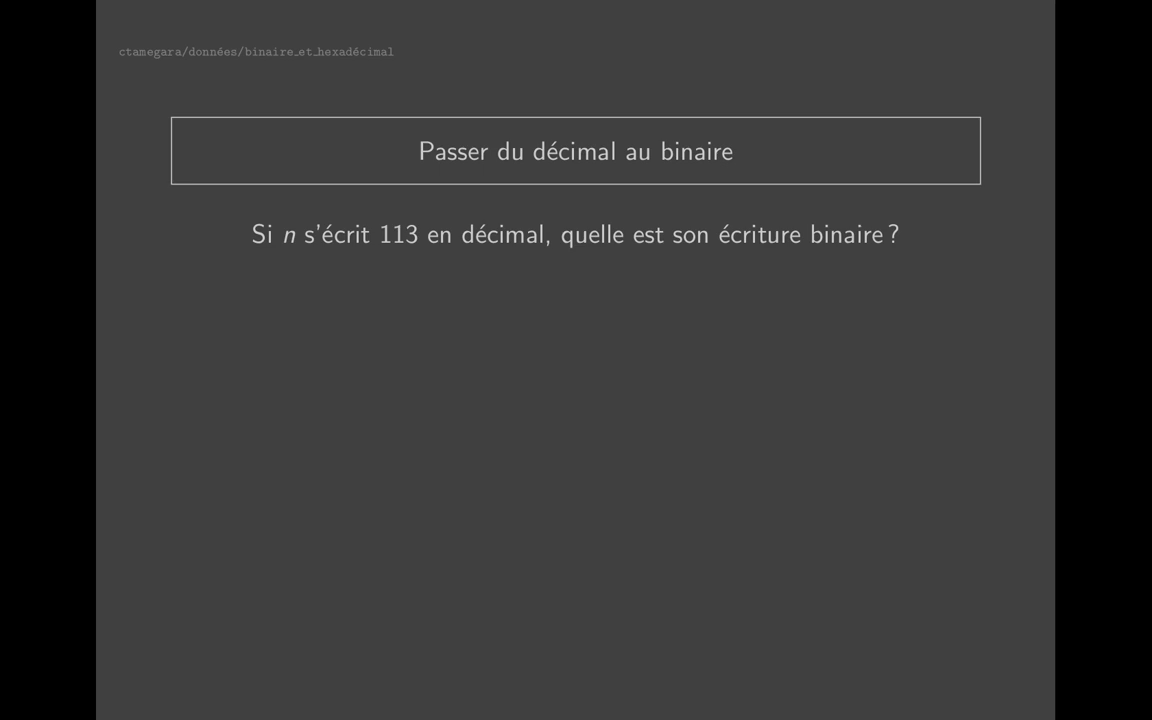 ctamegara/données/binaire_et_hexadécimal
Passer du décimal au binaire
Si n s'écrit 113 en décimal, quelle est son écriture binaire ?